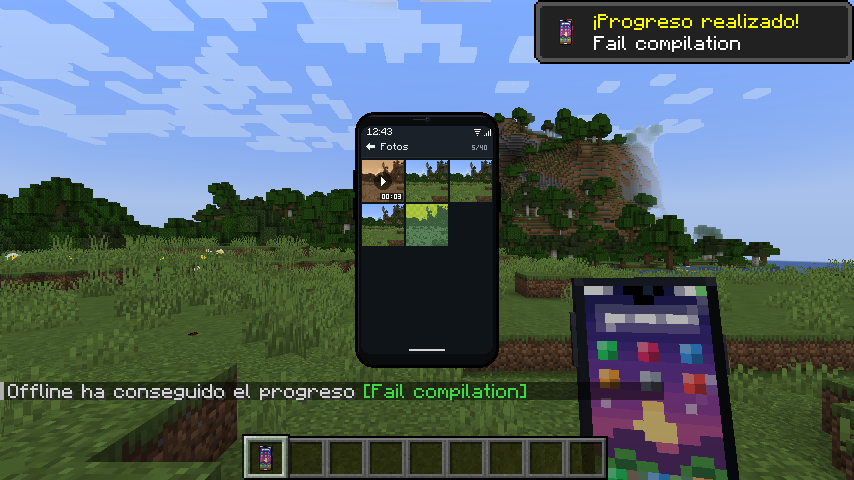 ¡Progreso realizado!
Fail compilation
12:43
Fotos
5/40
00:03
Offline ha conseguido el progreso [Fail compilation]